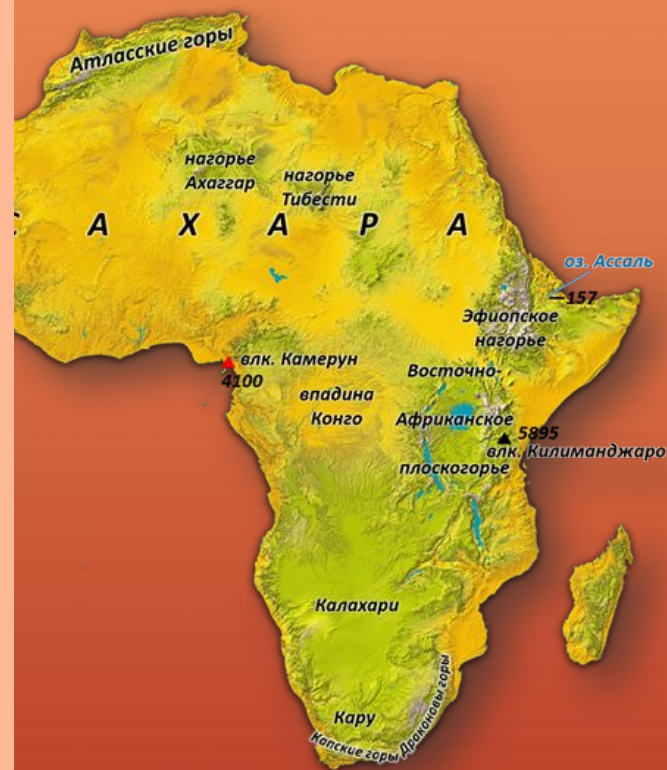 Атласские горы
нагорье
Ахаггар
нагорье
Тибести
С А Х А Р А
оз. Ассаль
—157
Эфиопское
нагорье
влк. Камерун
4100
Восточно-
впадина
Конго
Африканское
5895
влк. Килиманджаро
плоскогорье
Калахари
Кару
Капские горы
Драконовы горы